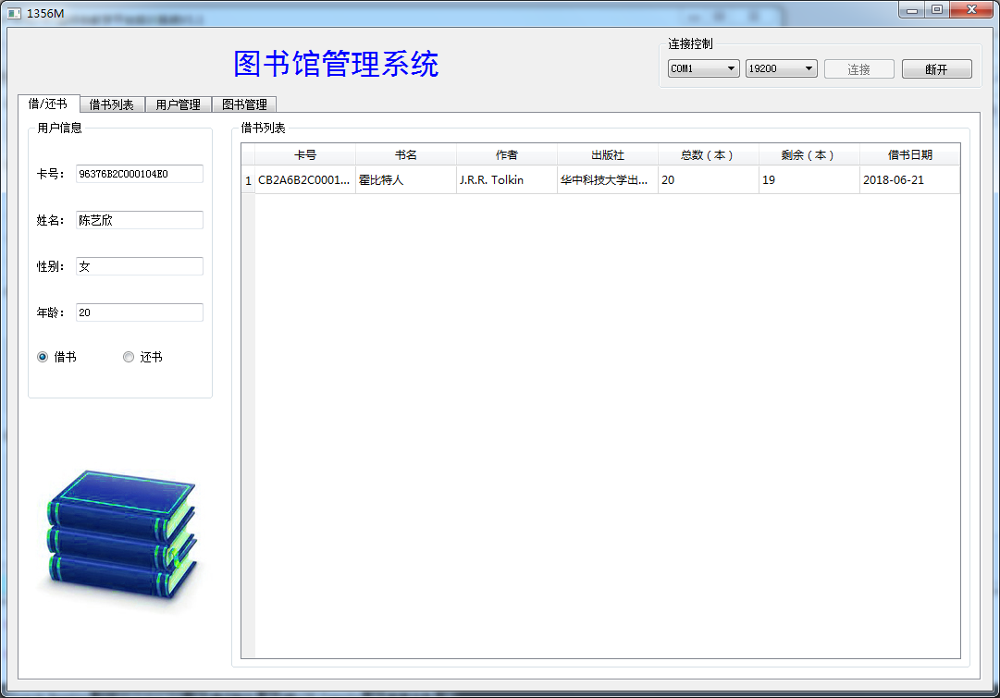 1356M
图书馆管理系统
连接控制
COM1 19200 连接 断开
借/还书 借书列表 用户管理 图书管理
用户信息
卡号： 96376B2C000104E0
姓名： 陈艺欣
性别： 女
年龄： 20
借书 还书
借书列表
卡号 书名 作者 出版社 总数（本） 剩余（本） 借书日期
1 CB2A6B2C0001... 霍比特人 J.R.R. Tolkin 华中科技大学出... 20 19 2018-06-21